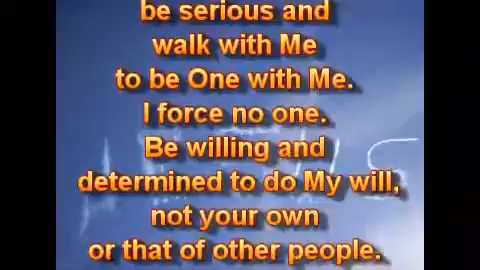 be serious and
walk with Me
to be One with Me.
I force no one.
Be willing and
determined to do My will,
not your own
or that of other people.